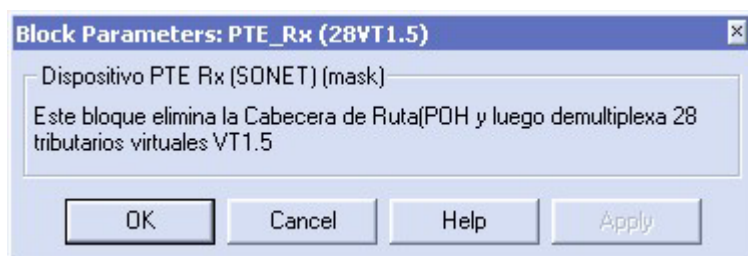 Block Parameters: PTE_Rx (28VT1.5)
Dispositivo PTE Rx (SONET) (mask)
Este bloque elimina la Cabecera de Ruta(POH y luego demultiplexa 28
tributarios virtuales VT1.5
OK Cancel Help Apply